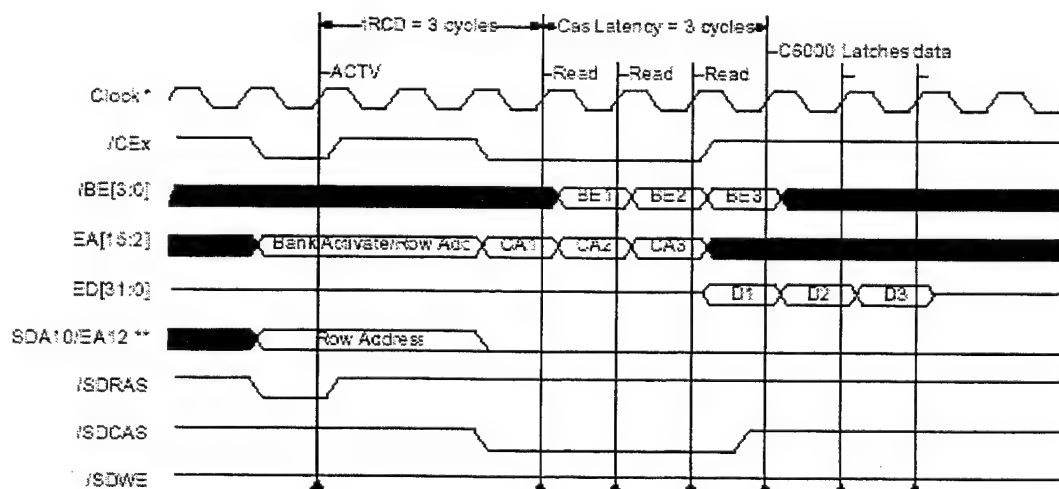 tRCD = 3 cycles
Cas Latency = 3 cycles
C6000 Latches data
ACTV
Read
Read
Read
Clock *
/CEx
/BE[3:0]
BE1
BE2
BE3
EA[15:2]
Bank Activate/Row Adc
CA1
CA2
CA3
ED[31:0]
D1
D2
D3
SDA10/EA12 **
Row Address
/SDRAS
/SDCAS
/SDWE